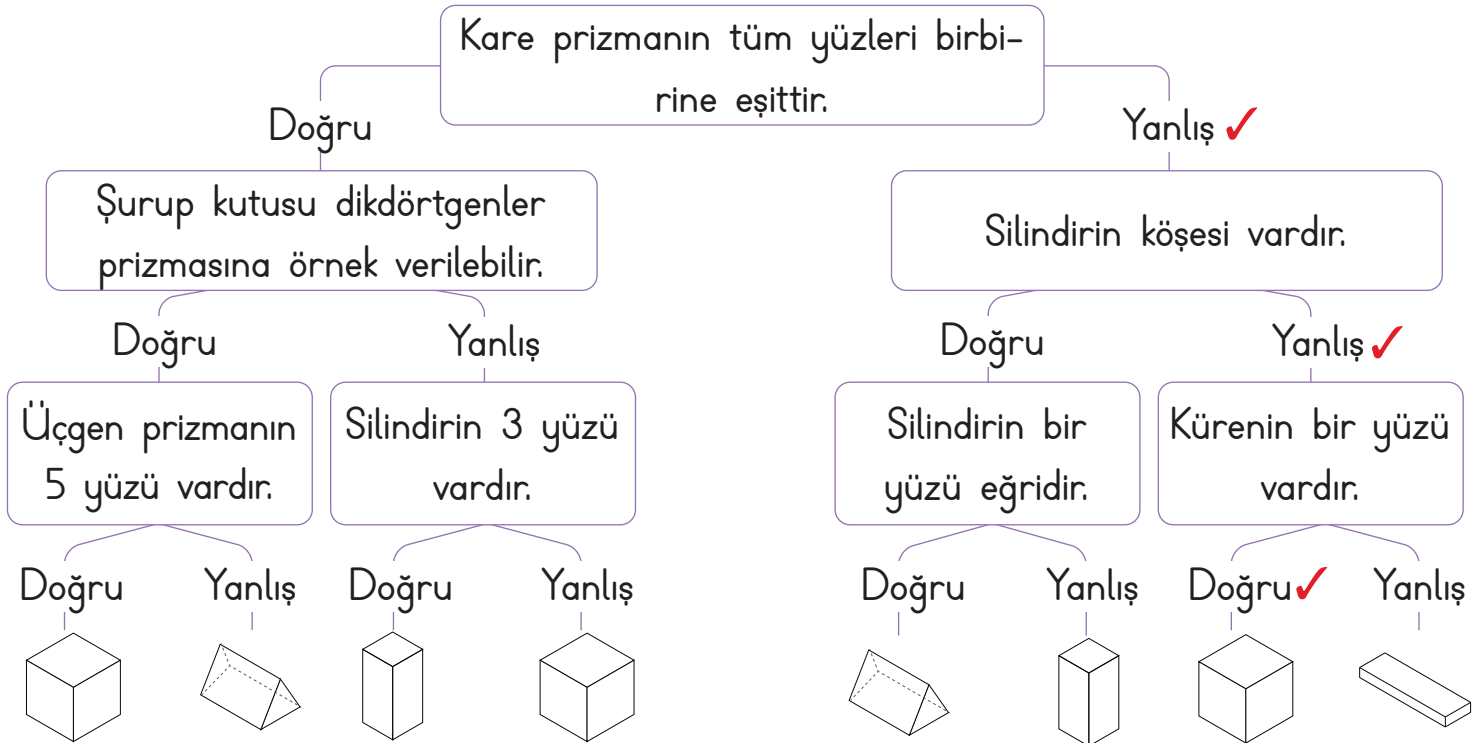 Kare prizmanın tüm yüzleri birbi-
rine eşittir.
Doğru
Yanlış ✓
Şurup kutusu dikdörtgenler
prizmasına örnek verilebilir.
Silindirin köşesi vardır.
Doğru
Yanlış
Doğru
Yanlış ✓
Üçgen prizmanın
5 yüzü vardır.
Silindirin 3 yüzü
vardır.
Silindirin bir
yüzü eğridir.
Kürenin bir yüzü
vardır.
Doğru
Yanlış
Doğru
Yanlış
Doğru
Yanlış
Doğru ✓
Yanlış